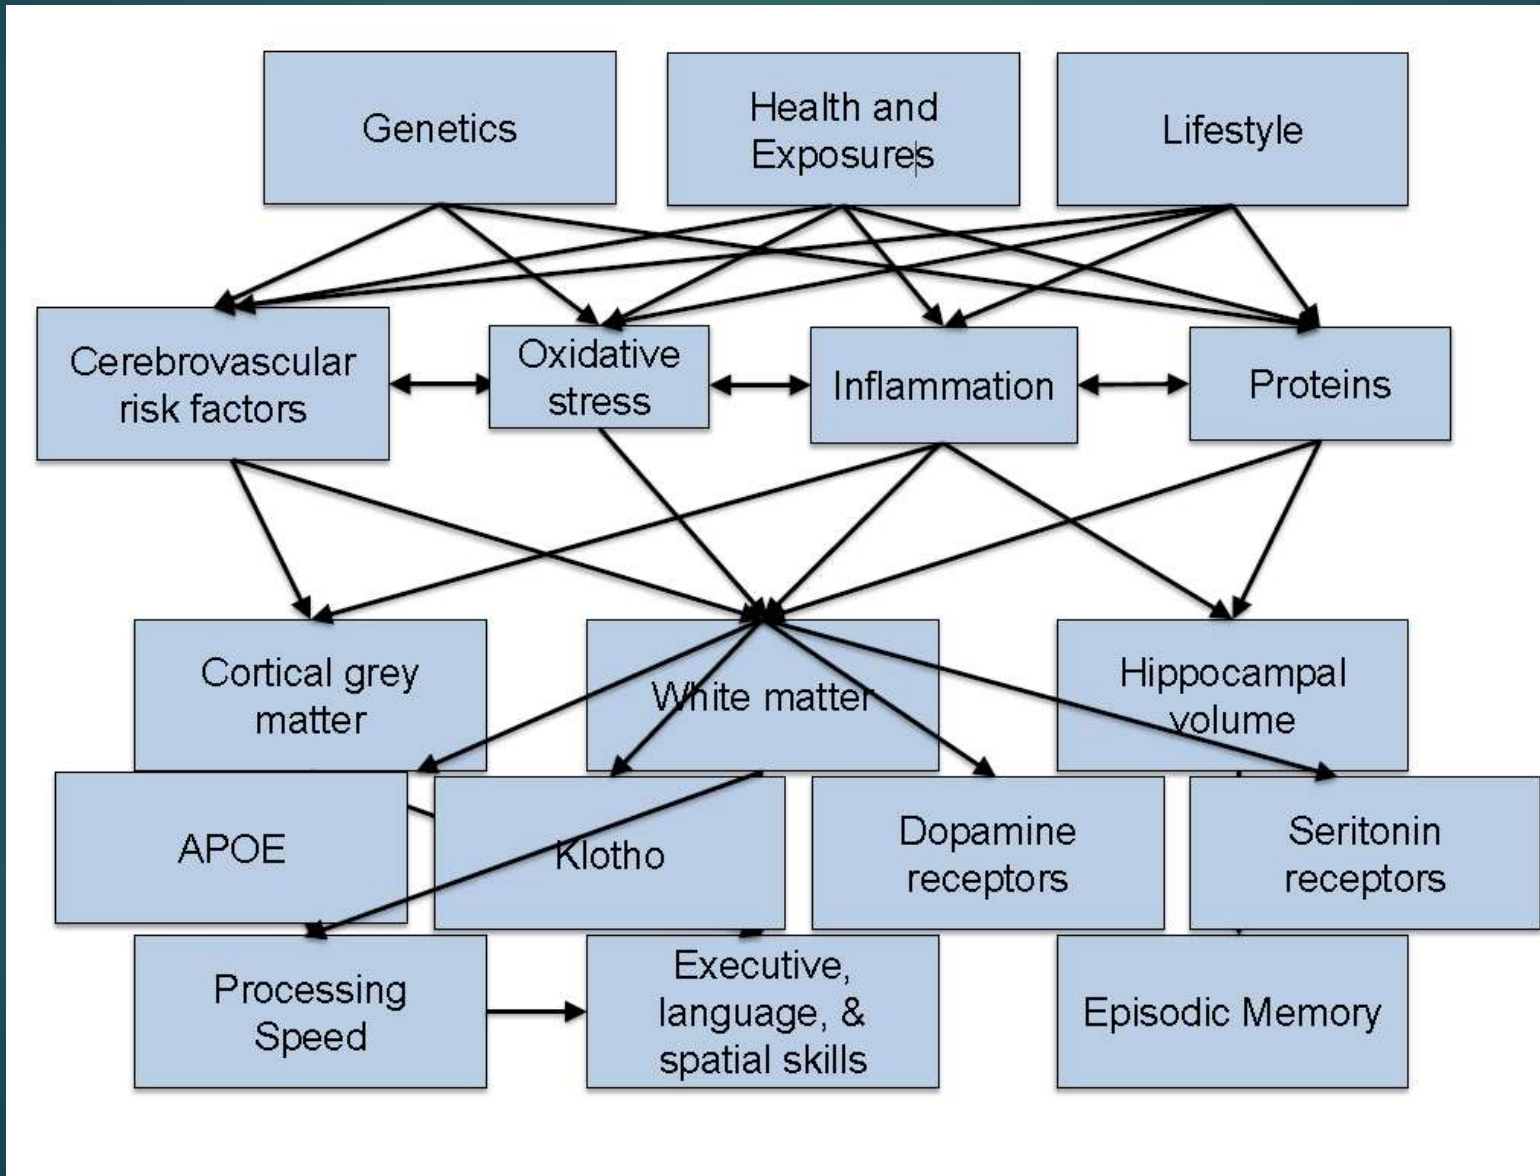 Genetics
Health and
Exposures
Lifestyle
Cerebrovascular
risk factors
Oxidative
stress
Inflammation
Proteins
Cortical grey
matter
White matter
Hippocampal
volume
APOE
Klotho
Dopamine
receptors
Seritonin
receptors
Processing
Speed
Executive,
language, &
spatial skills
Episodic Memory